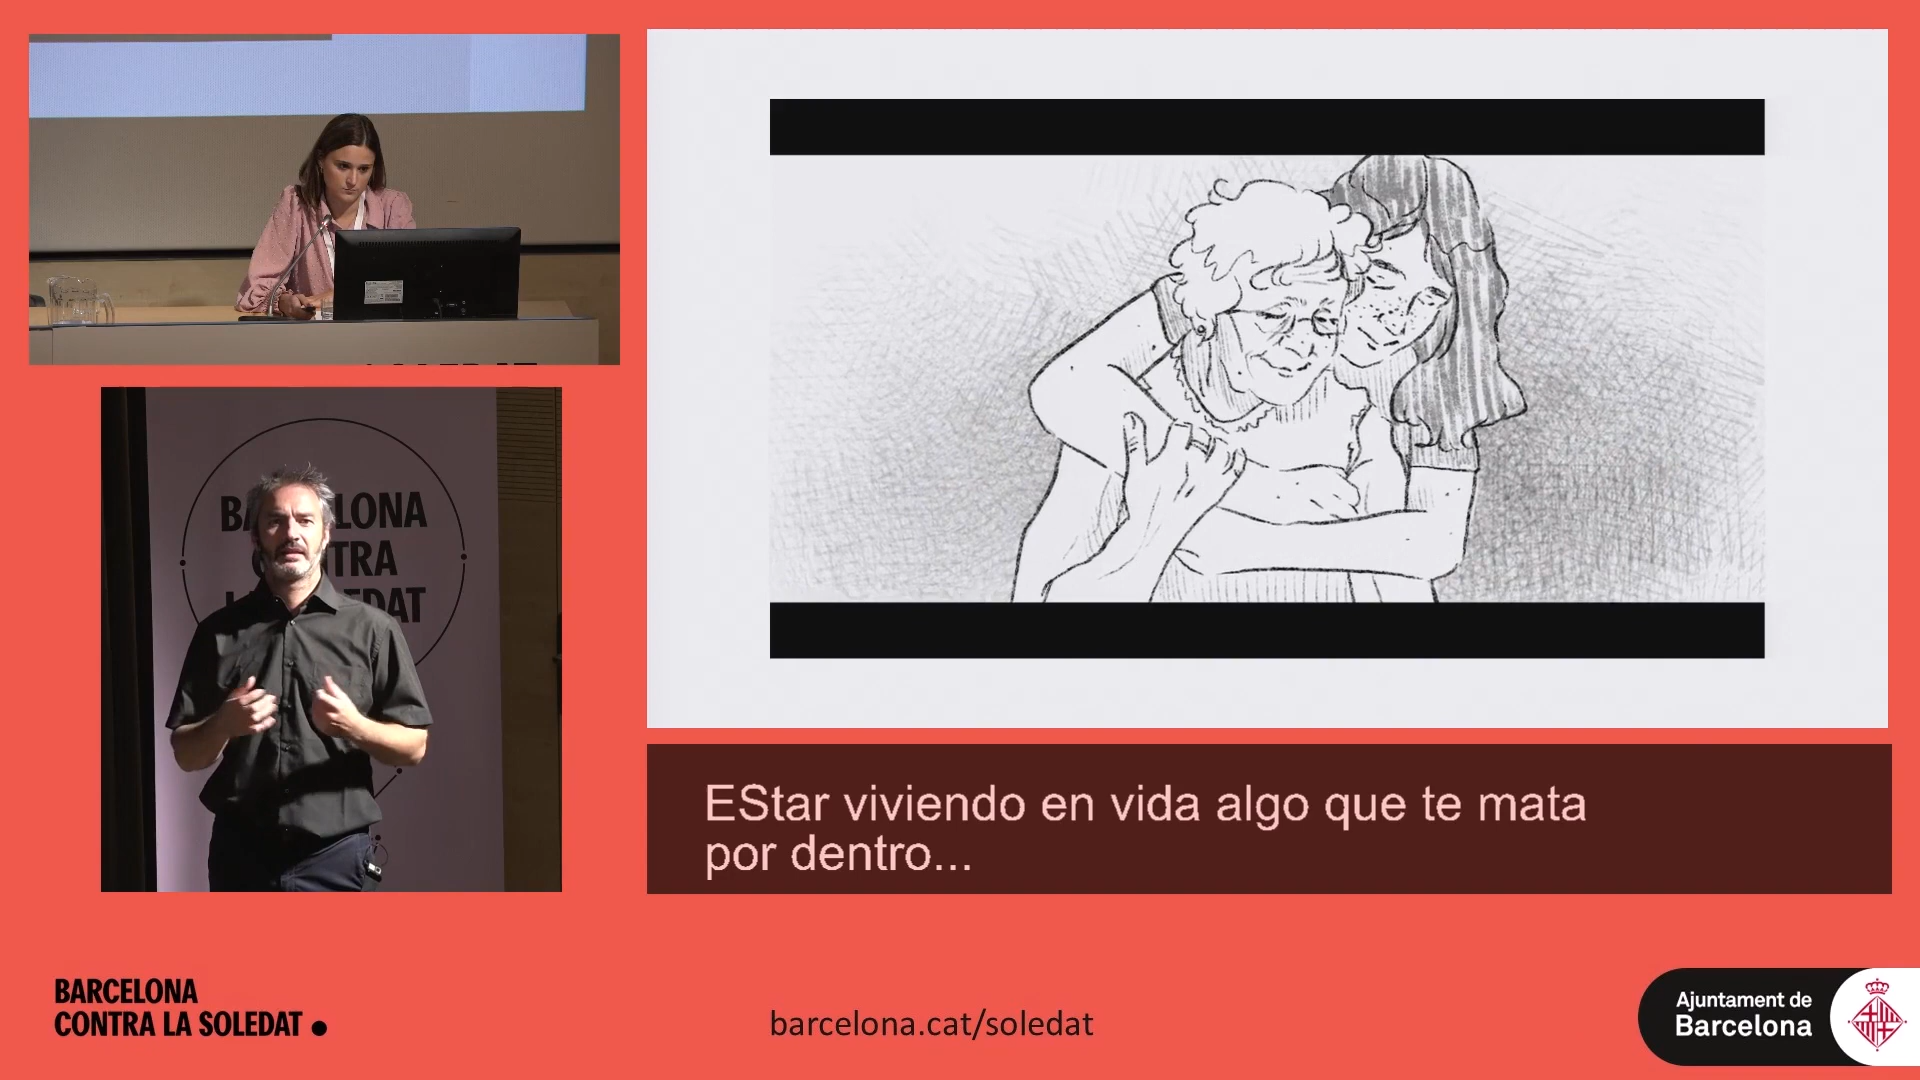 BARCELONA
CONTRA
LA SOLEDAT
EStar viviendo en vida algo que te mata
por dentro...
BARCELONA
CONTRA LA SOLEDAT
barcelona.cat/soledat
Ajuntament de
Barcelona